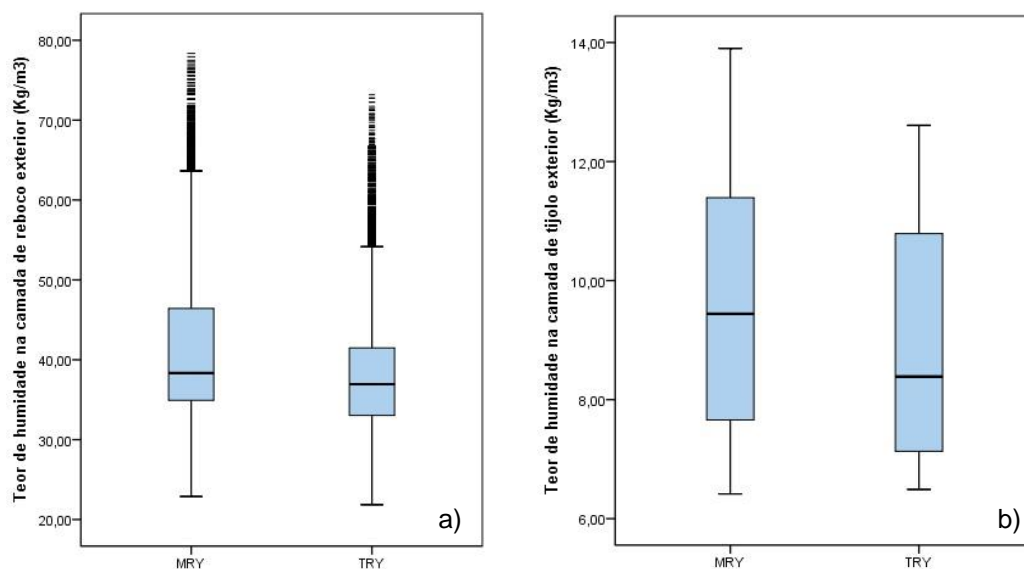 Teor de humidade na camada de reboco exterior (Kg/m3)
80,00
70,00
60,00
50,00
40,00
30,00
20,00
MRY
TRY
a)
Teor de humidade na camada de tijolo exterior (Kg/m3)
14,00
12,00
10,00
8,00
6,00
MRY
TRY
b)